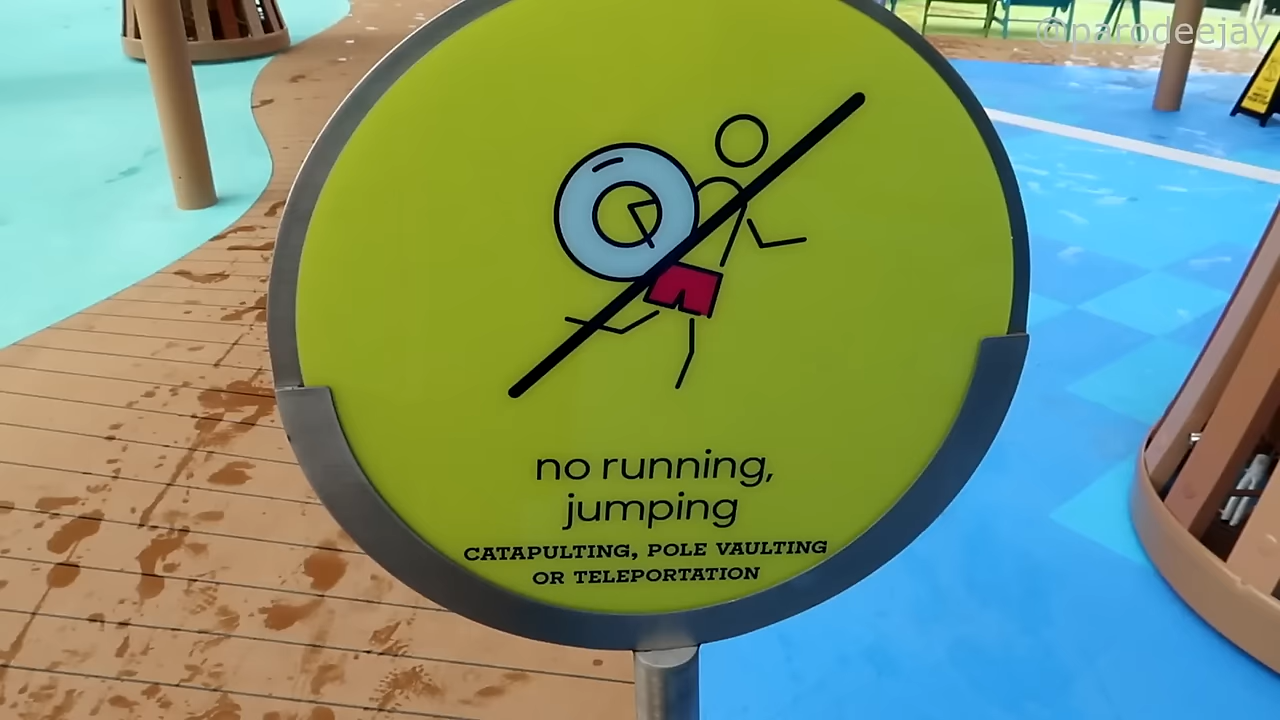 @parodeejay
no running,
jumping
CATAPULTING, POLE VAULTING
OR TELEPORTATION